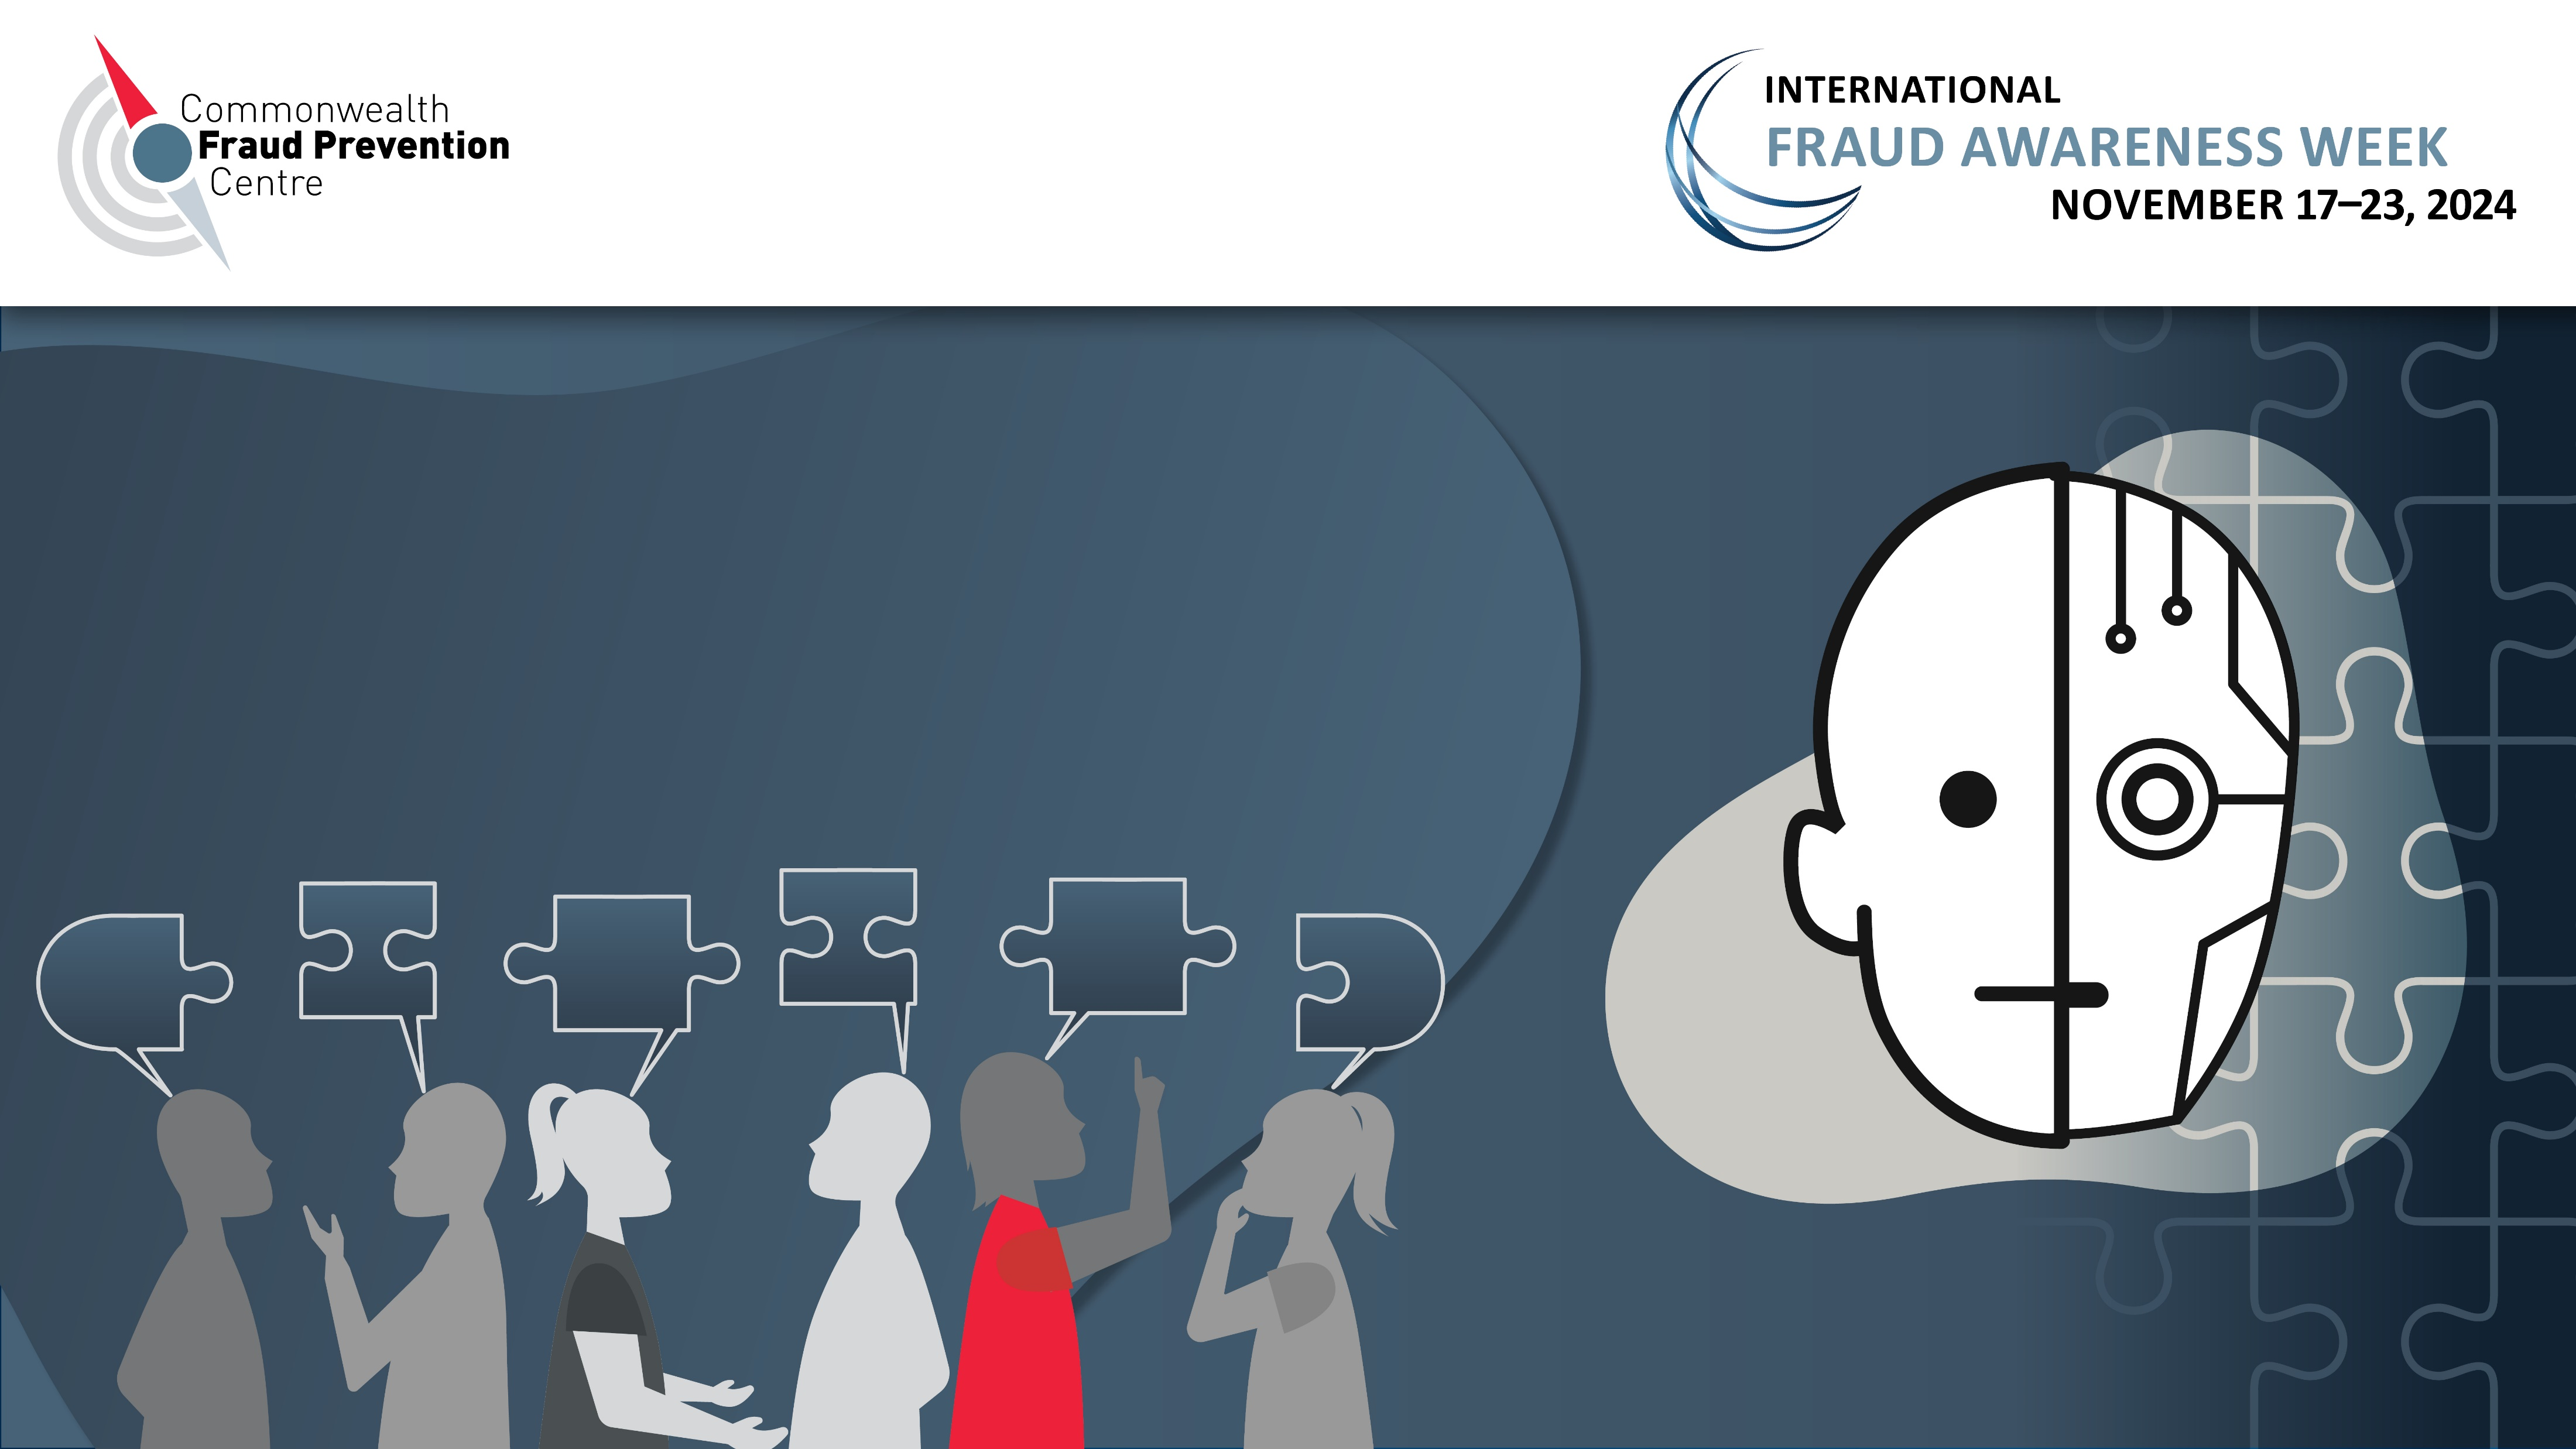 Commonwealth
Fraud Prevention
Centre
INTERNATIONAL
FRAUD AWARENESS WEEK
NOVEMBER 17–23, 2024